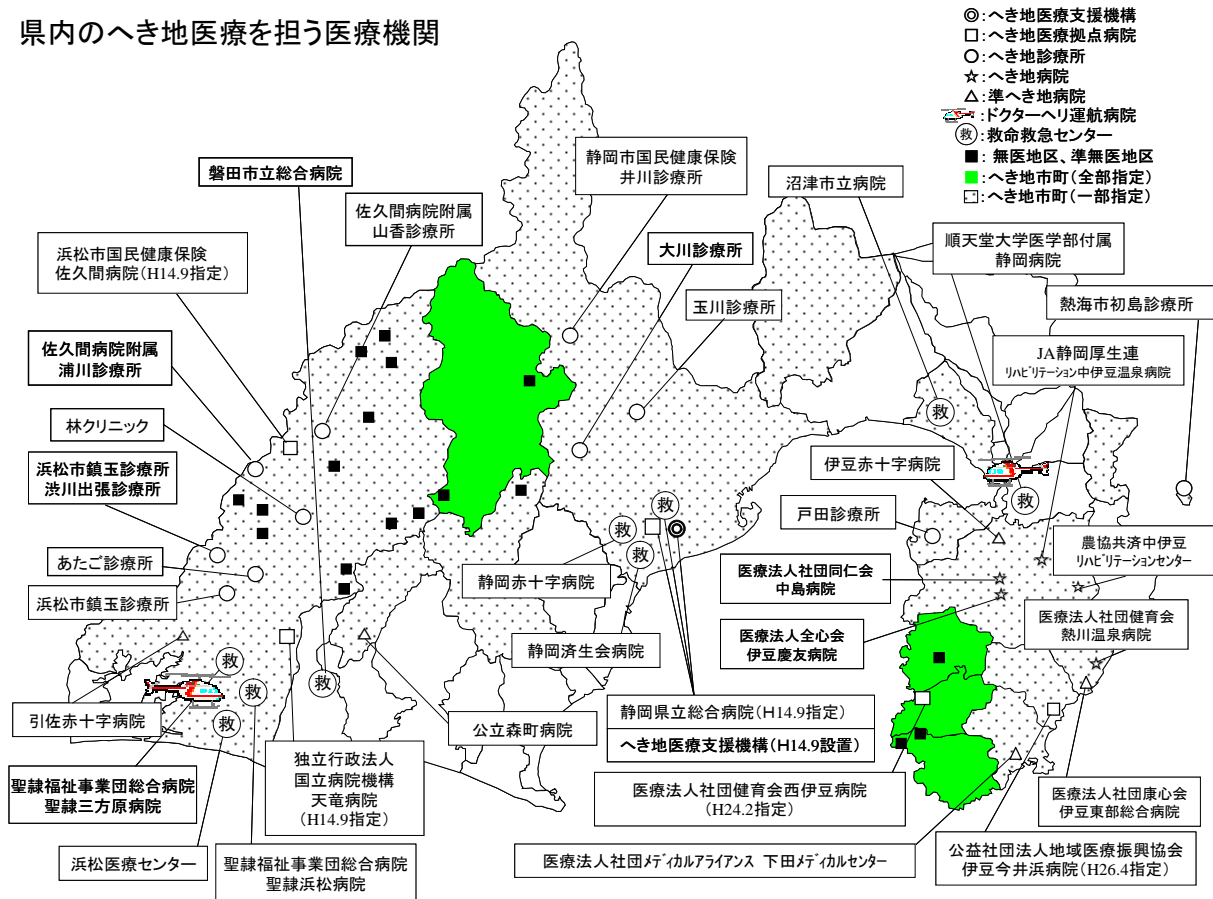 県内のへき地医療を担う医療機関
◎:へき地医療支援機構
□:へき地医療拠点病院
○:へき地診療所
☆:へき地病院
△:準へき地病院
:ドクターヘリ運航病院
救:救命救急センター
■:無医地区、準無医地区
■:へき地市町(全部指定)
:へき地市町(一部指定)
静岡市国民健康保険
井川診療所
磐田市立総合病院
沼津市立病院
佐久間病院附属
山香診療所
順天堂大学医学部付属
静岡病院
浜松市国民健康保険
佐久間病院(H14.9指定)
大川診療所
玉川診療所
熱海市初島診療所
佐久間病院附属
浦川診療所
JA静岡厚生連
リハビリテーション中伊豆温泉病院
林クリニック
救
浜松市鎮玉診療所
渋川出張診療所
伊豆赤十字病院
救
救
戸田診療所
救
救
あたご診療所
静岡赤十字病院
医療法人社団同仁会
中島病院
農協共済中伊豆
リハビリテーションセンター
浜松市鎮玉診療所
医療法人社団健育会
熱川温泉病院
静岡済生会病院
医療法人全心会
伊豆慶友病院
救
救
救
救
引佐赤十字病院
公立森町病院
静岡県立総合病院(H14.9指定)
へき地医療支援機構(H14.9設置)
独立行政法人
国立病院機構
天竜病院
(H14.9指定)
聖隷福祉事業団総合病院
聖隷三方原病院
医療法人社団健育会西伊豆病院
(H24.2指定)
医療法人社団康心会
伊豆東部総合病院
浜松医療センター
聖隷福祉事業団総合病院
聖隷浜松病院
医療法人社団メディカルアライアンス 下田メディカルセンター
公益社団法人地域医療振興協会
伊豆今井浜病院(H26.4指定)